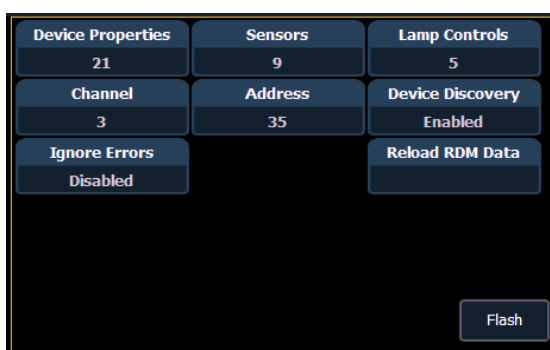 Device Properties Sensors Lamp Controls
21 9 5
Channel Address Device Discovery
3 35 Enabled
Ignore Errors Reload RDM Data
Disabled
Flash